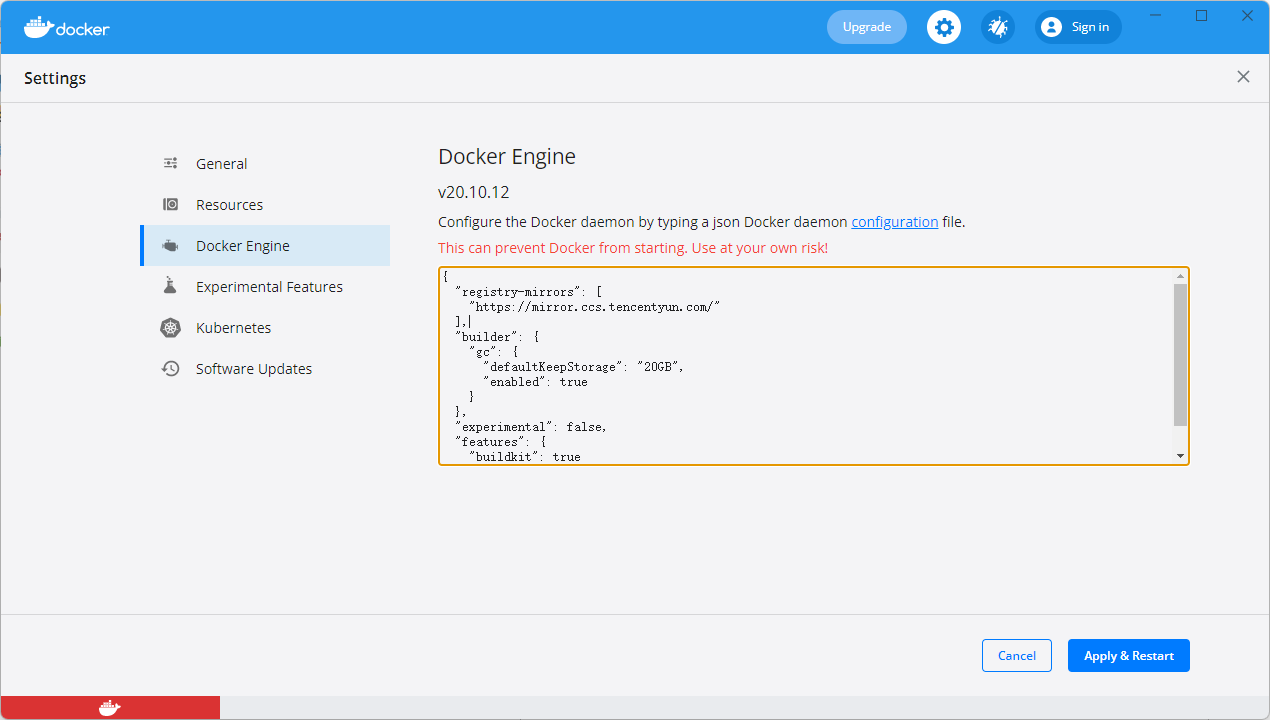 docker
Upgrade
Sign in
Settings
General
Resources
Docker Engine
Experimental Features
Kubernetes
Software Updates
Docker Engine
v20.10.12
Configure the Docker daemon by typing a json Docker daemon configuration file.
This can prevent Docker from starting. Use at your own risk!
{
  "registry-mirrors": [
    "https://mirror.ccs.tencentyun.com/"
  ],
  "builder": {
    "gc": {
      "defaultKeepStorage": "20GB",
      "enabled": true
    }
  },
  "experimental": false,
  "features": {
    "buildkit": true
Cancel
Apply & Restart